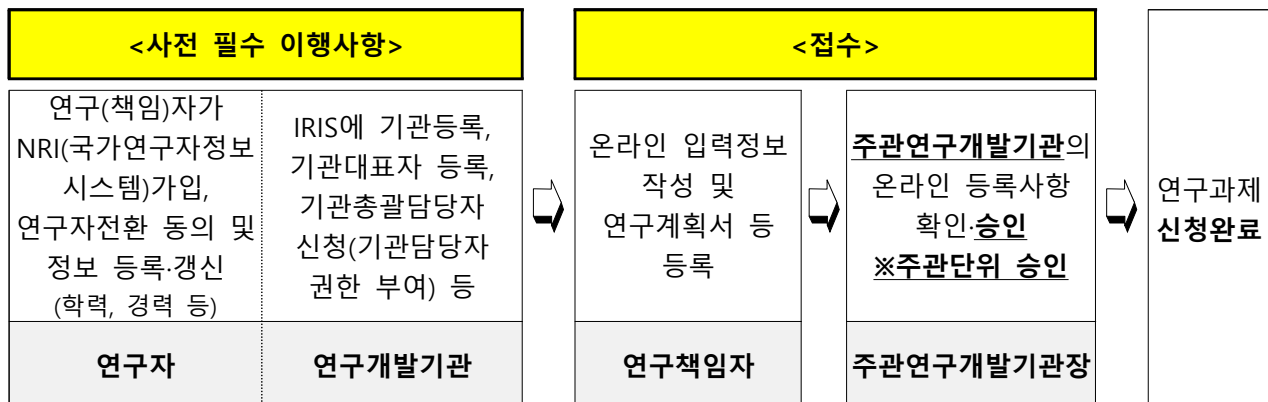 <사전 필수 이행사항>
연구(책임)자가
NRI(국가연구자정보
시스템)가입,
연구자전환 동의 및
정보 등록·갱신
(학력, 경력 등)
연구자
IRIS에 기관등록,
기관대표자 등록,
기관총괄담당자
신청(기관담당자
권한 부여) 등
연구개발기관
<접수>
온라인 입력정보
작성 및
연구계획서 등
등록
연구책임자
주관연구개발기관의
온라인 등록사항
확인·승인
※주관단위 승인
주관연구개발기관장
연구과제
신청완료